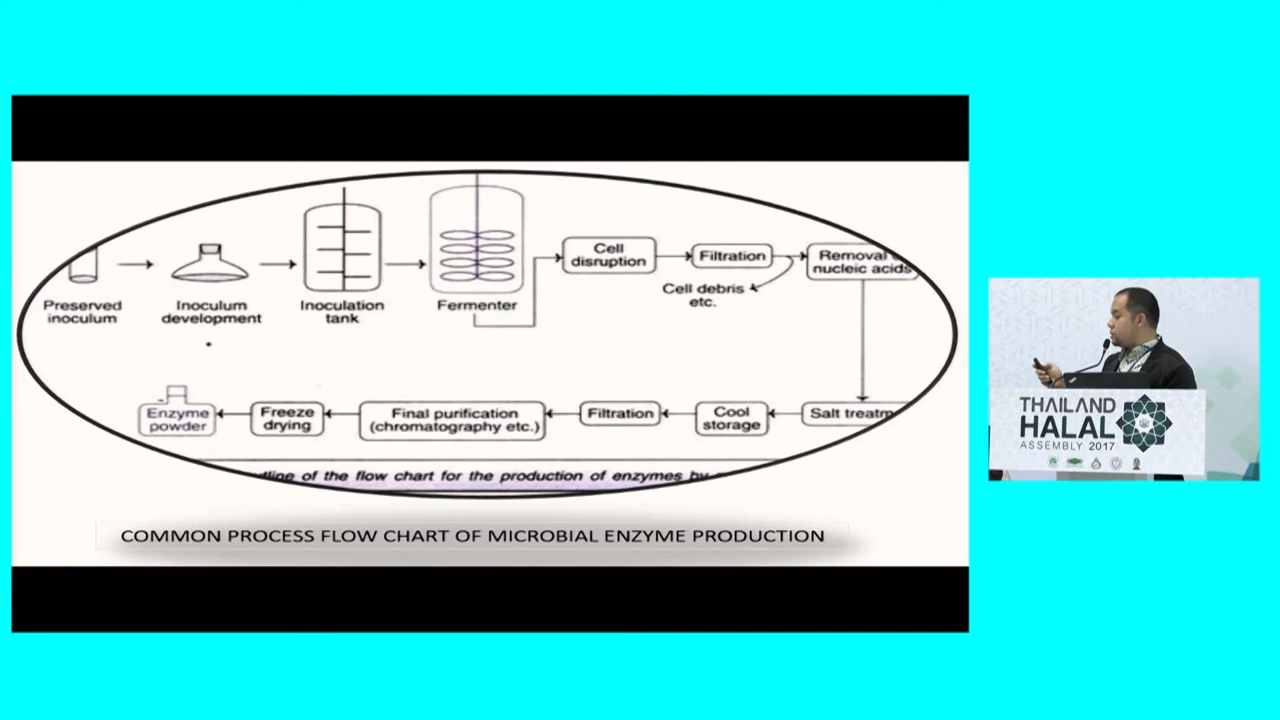 Preserved
inoculum
Inoculum
development
Inoculation
tank
Fermenter
Cell
disruption
Filtration
Cell debris
etc.
Removal
nucleic acids
Salt
Cool
storage
Filtration
Final purification
(chromatography etc.)
Freeze
drying
Enzyme
powder
of the flow chart for the production of enzymes by
COMMON PROCESS FLOW CHART OF MICROBIAL ENZYME PRODUCTION
THAILAND
HALAL
ASSEMBLY 2017